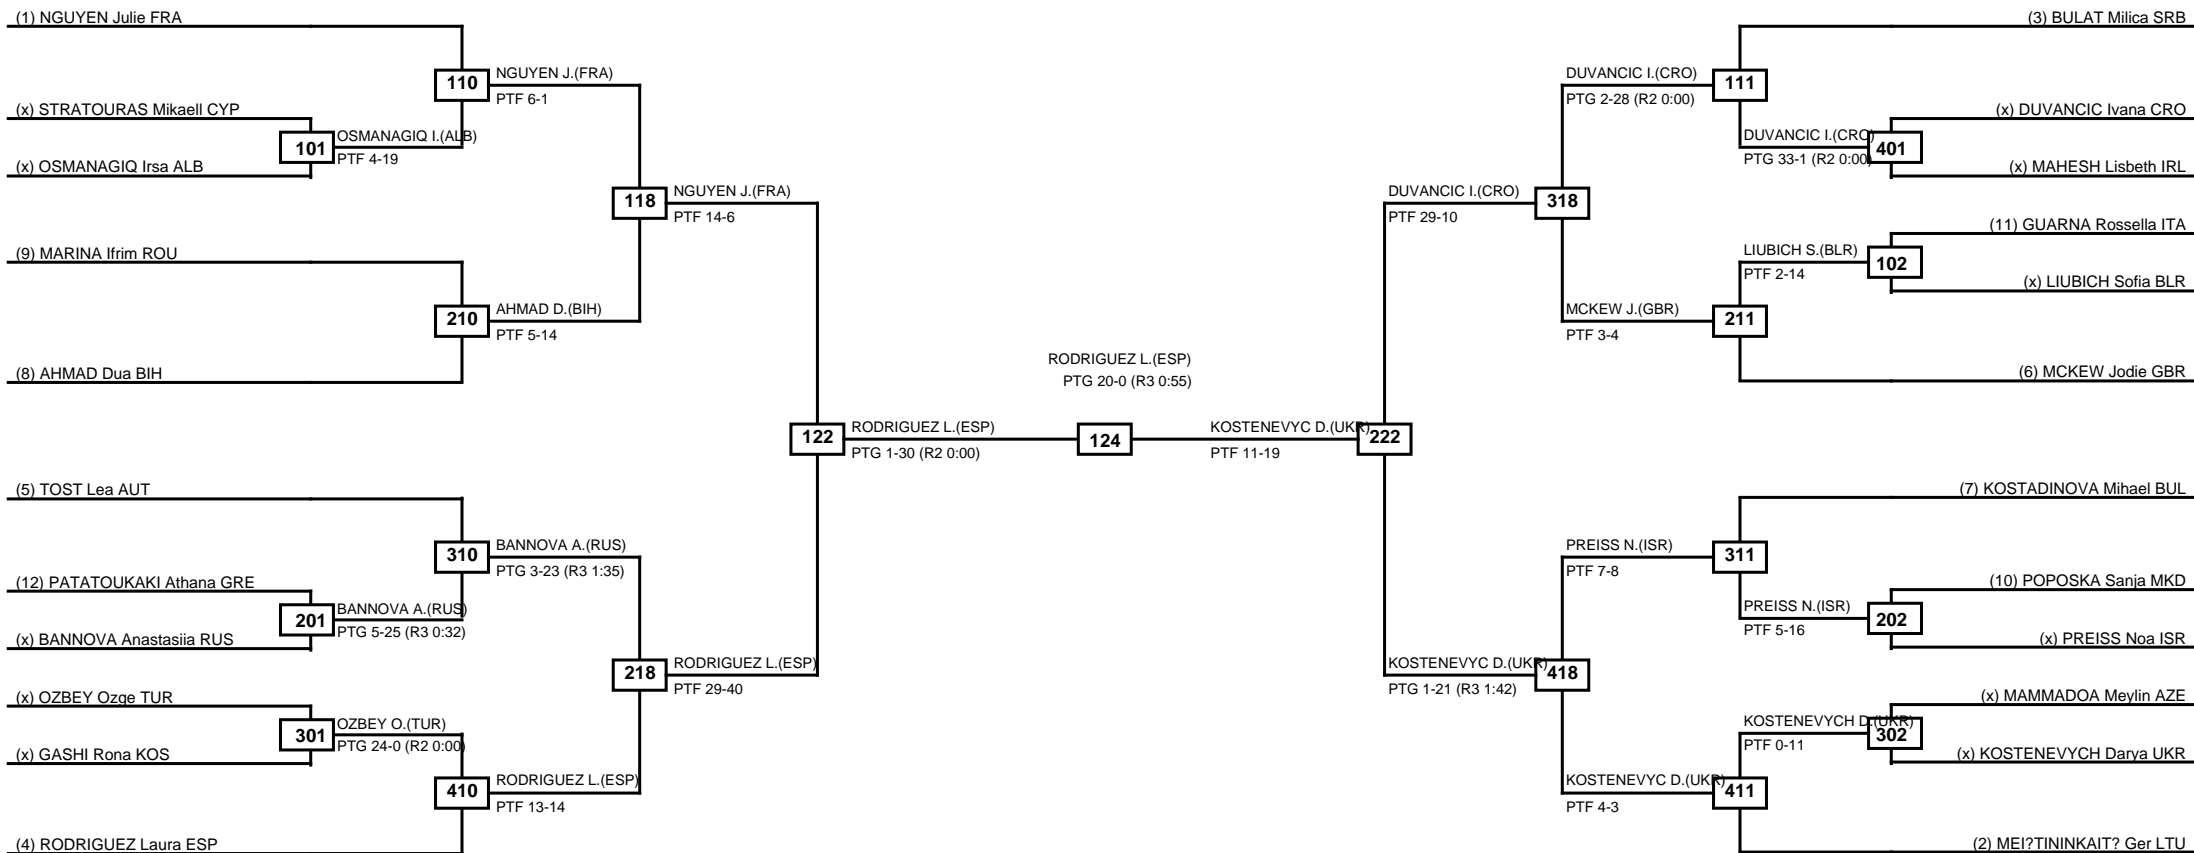 (1) NGUYEN Julie FRA
(3) BULAT Milica SRB
110
NGUYEN J.(FRA)
PTF 6-1
DUVANCIC I.(CRO)
PTG 2-28 (R2 0:00)
111
(x) STRATOURAS Mikaell CYP
(x) DUVANCIC Ivana CRO
101
OSMANAGIQ I.(ALB)
PTF 4-19
DUVANCIC I.(CRO)
PTG 33-1 (R2 0:00)
401
(x) OSMANAGIQ Irsa ALB
(x) MAHESH Lisbeth IRL
118
NGUYEN J.(FRA)
PTF 14-6
DUVANCIC I.(CRO)
PTF 29-10
318
(11) GUARNA Rossella ITA
(9) MARINA Ifrim ROU
LIUBICH S.(BLR)
PTF 2-14
102
(x) LIUBICH Sofia BLR
210
AHMAD D.(BIH)
PTF 5-14
MCKEW J.(GBR)
PTF 3-4
211
(8) AHMAD Dua BIH
(6) MCKEW Jodie GBR
RODRIGUEZ L.(ESP)
PTG 20-0 (R3 0:55)
122
RODRIGUEZ L.(ESP)
PTG 1-30 (R2 0:00)
124
KOSTENEVYC D.(UKR)
PTF 11-19
222
(5) TOST Lea AUT
(7) KOSTADINOVA Mihael BUL
310
BANNOVA A.(RUS)
PTG 3-23 (R3 1:35)
PREISS N.(ISR)
PTF 7-8
311
(12) PATATOUKAKI Athana GRE
(10) POPOSKA Sanja MKD
201
BANNOVA A.(RUS)
PTG 5-25 (R3 0:32)
PREISS N.(ISR)
PTF 5-16
202
(x) BANNOVA Anastasiia RUS
(x) PREISS Noa ISR
218
RODRIGUEZ L.(ESP)
PTF 29-40
KOSTENEVYC D.(UKR)
PTG 1-21 (R3 1:42)
418
(x) OZBEY Ozge TUR
(x) MAMMADOA Meylin AZE
301
OZBEY O.(TUR)
PTG 24-0 (R2 0:00)
KOSTENEVYCH D.(UKR)
PTF 0-11
302
(x) GASHI Rona KOS
(x) KOSTENEVYCH Darya UKR
410
RODRIGUEZ L.(ESP)
PTF 13-14
KOSTENEVYC D.(UKR)
PTF 4-3
411
(4) RODRIGUEZ Laura ESP
(2) MEI?TININKAIT? Ger LTU